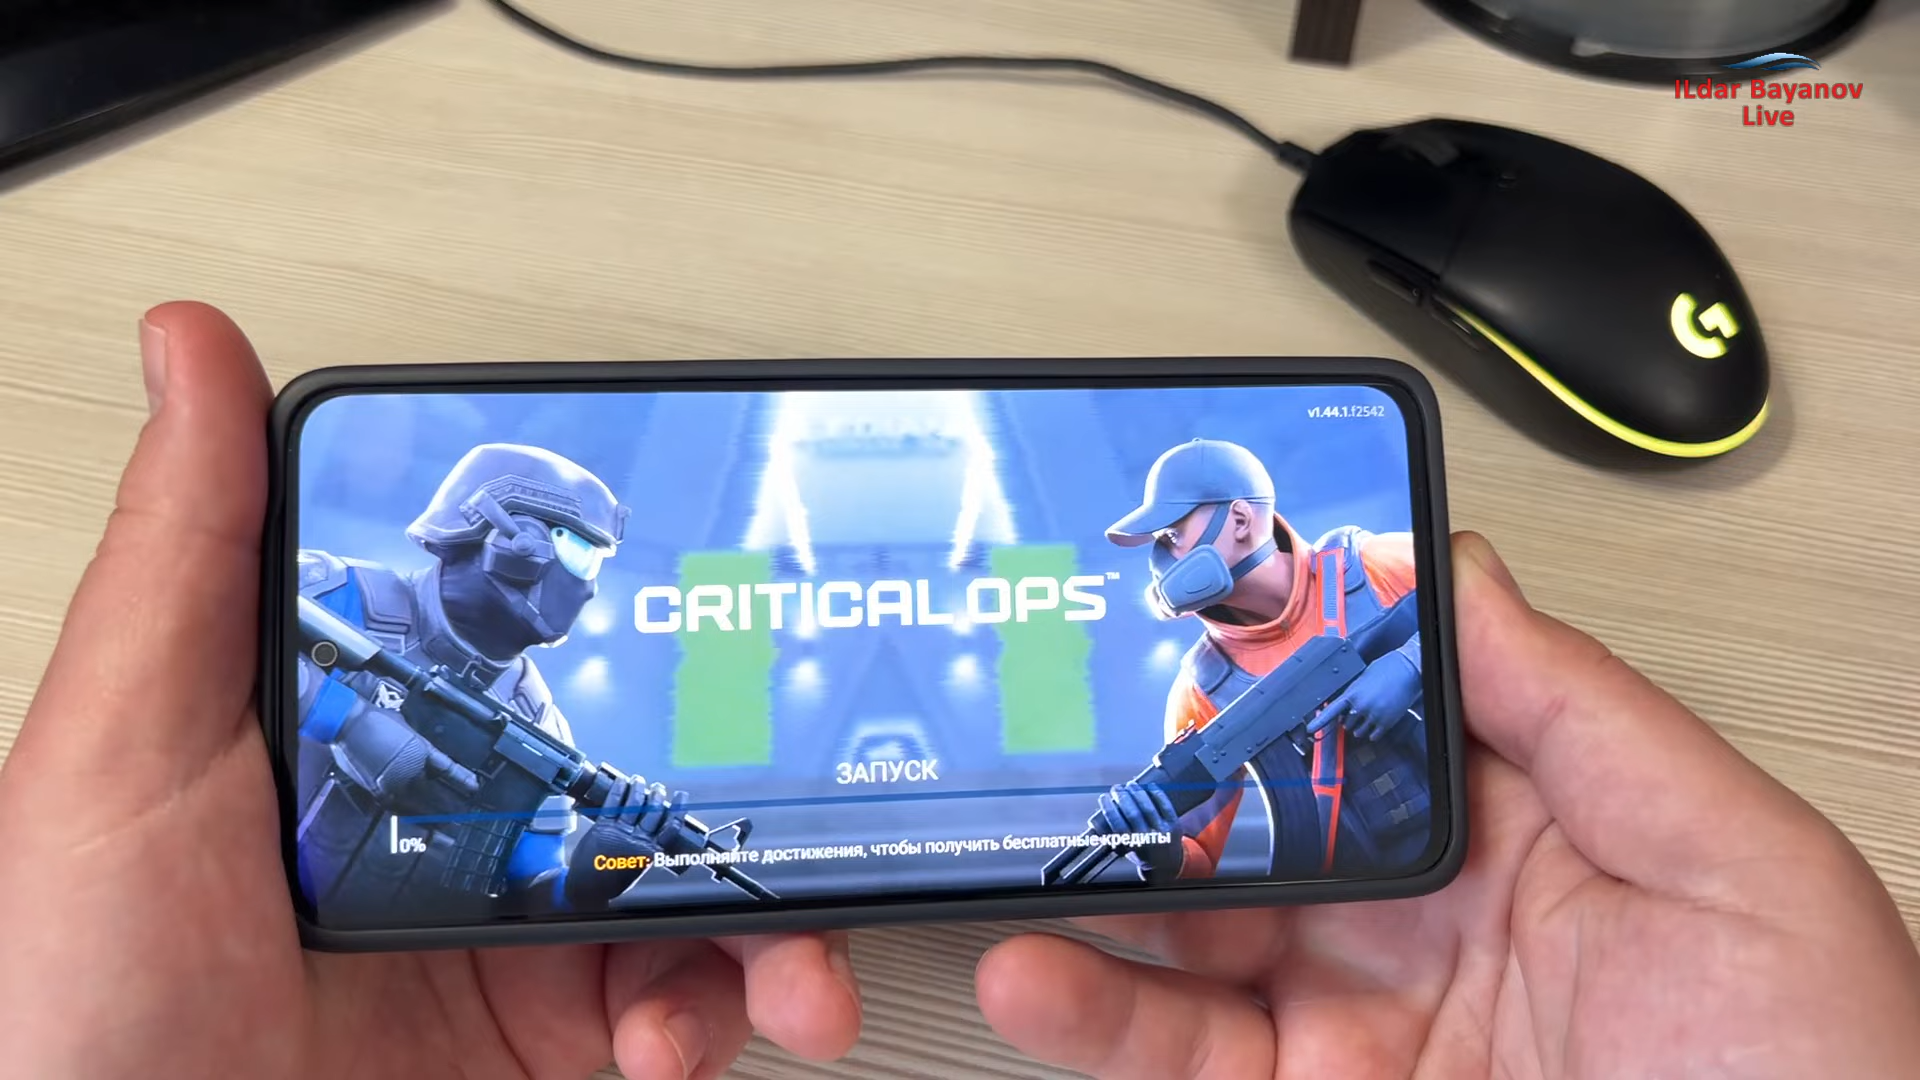 ILdar Bayanov
Live
v1.44.1.f2542
CRITICAL OPS™
ЗАПУСК
0%
Совет: Выполняйте достижения, чтобы получить бесплатные кредиты